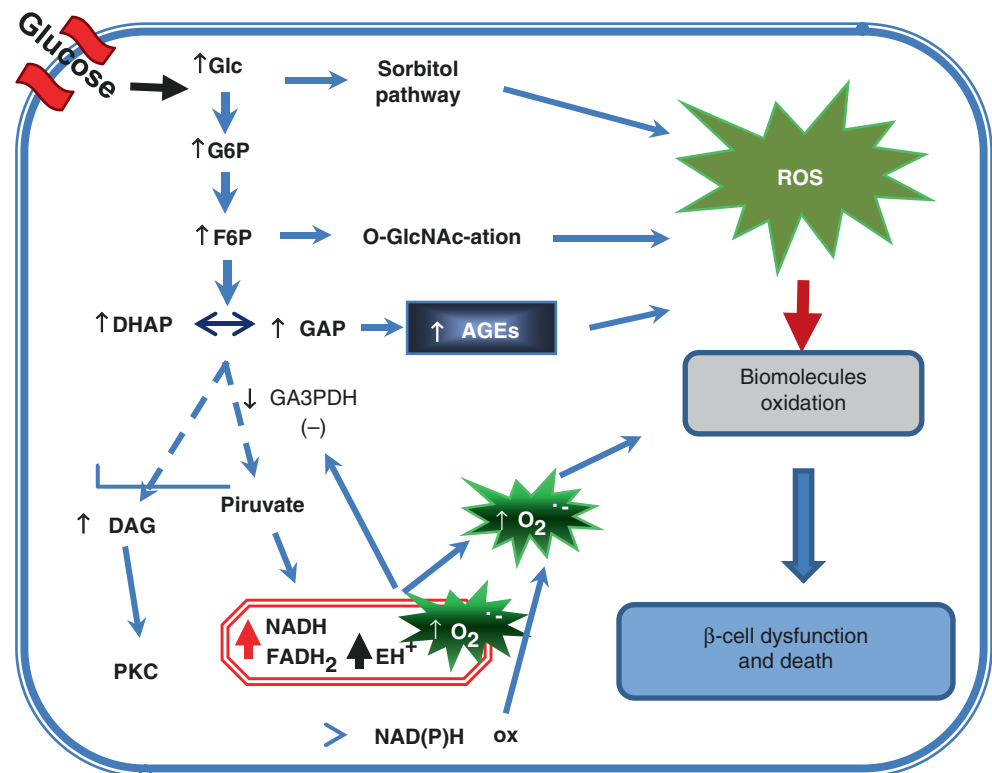 Glucose
↑Glc
Sorbitol
pathway
↑G6P
ROS
↑F6P
O-GlcNAc-ation
↑DHAP
↑ GAP
↑ AGEs
Biomolecules
oxidation
↓ GA3PDH
(–)
Piruvate
↑ DAG
↑ O₂˙⁻
NADH
FADH₂
EH⁺
↑ O₂˙⁻
β-cell dysfunction
and death
PKC
NAD(P)H ox